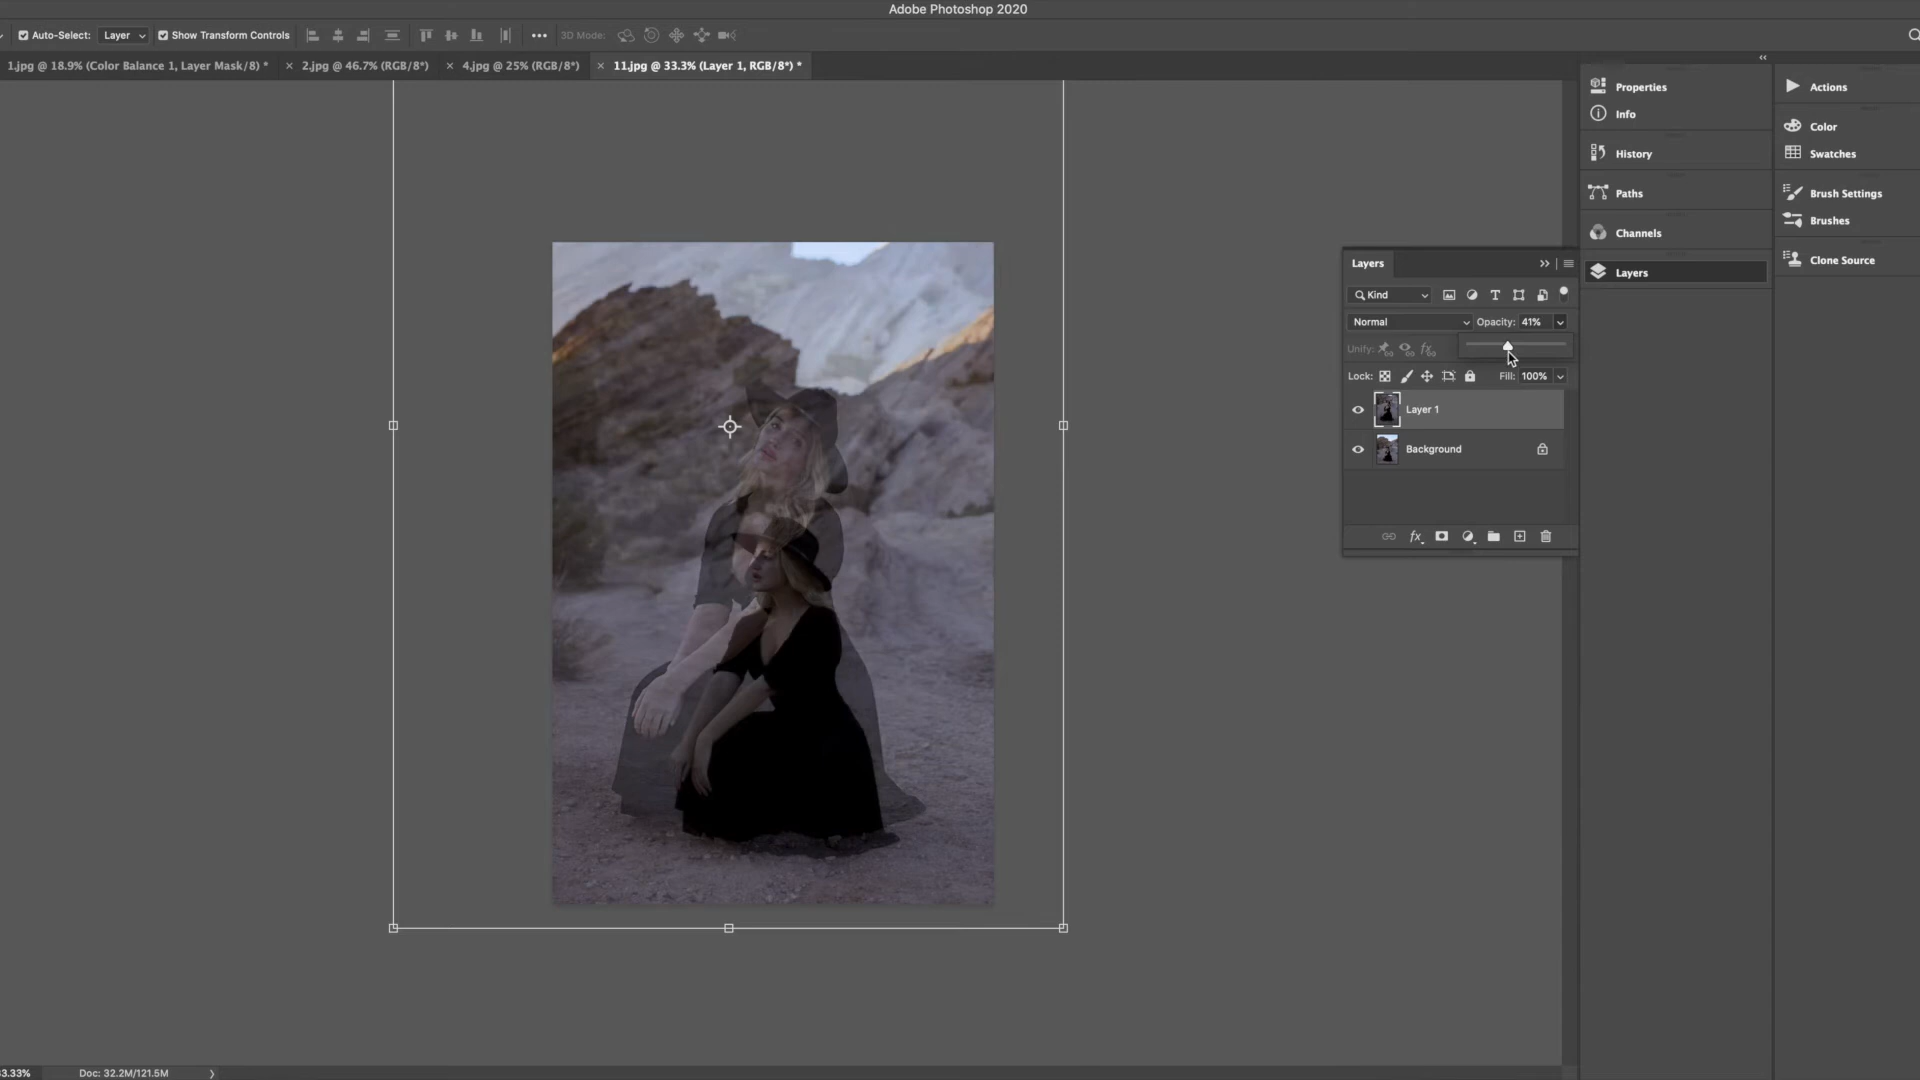 Adobe Photoshop 2020
Auto-Select: Layer Show Transform Controls 3D Mode:
1.jpg @ 18.9% (Color Balance 1, Layer Mask/8) * 2.jpg @ 46.7% (RGB/8*) 4.jpg @ 25% (RGB/8*) 11.jpg @ 33.3% (Layer 1, RGB/8*) *
Properties
Info
History
Paths
Channels
Layers
Actions
Color
Swatches
Brush Settings
Brushes
Clone Source
Layers
Kind
Normal Opacity: 41%
Unify:
Lock: Fill: 100%
Layer 1
Background
3.33% Doc: 32.2M/121.5M